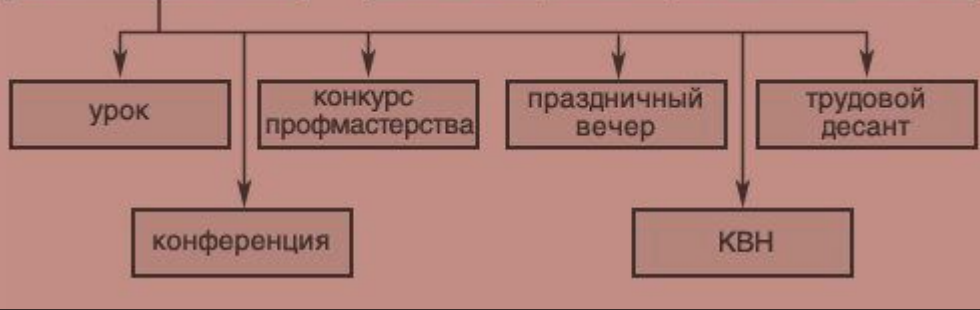 урок
конкурс
профмастерства
праздничный
вечер
трудовой
десант
конференция
КВН